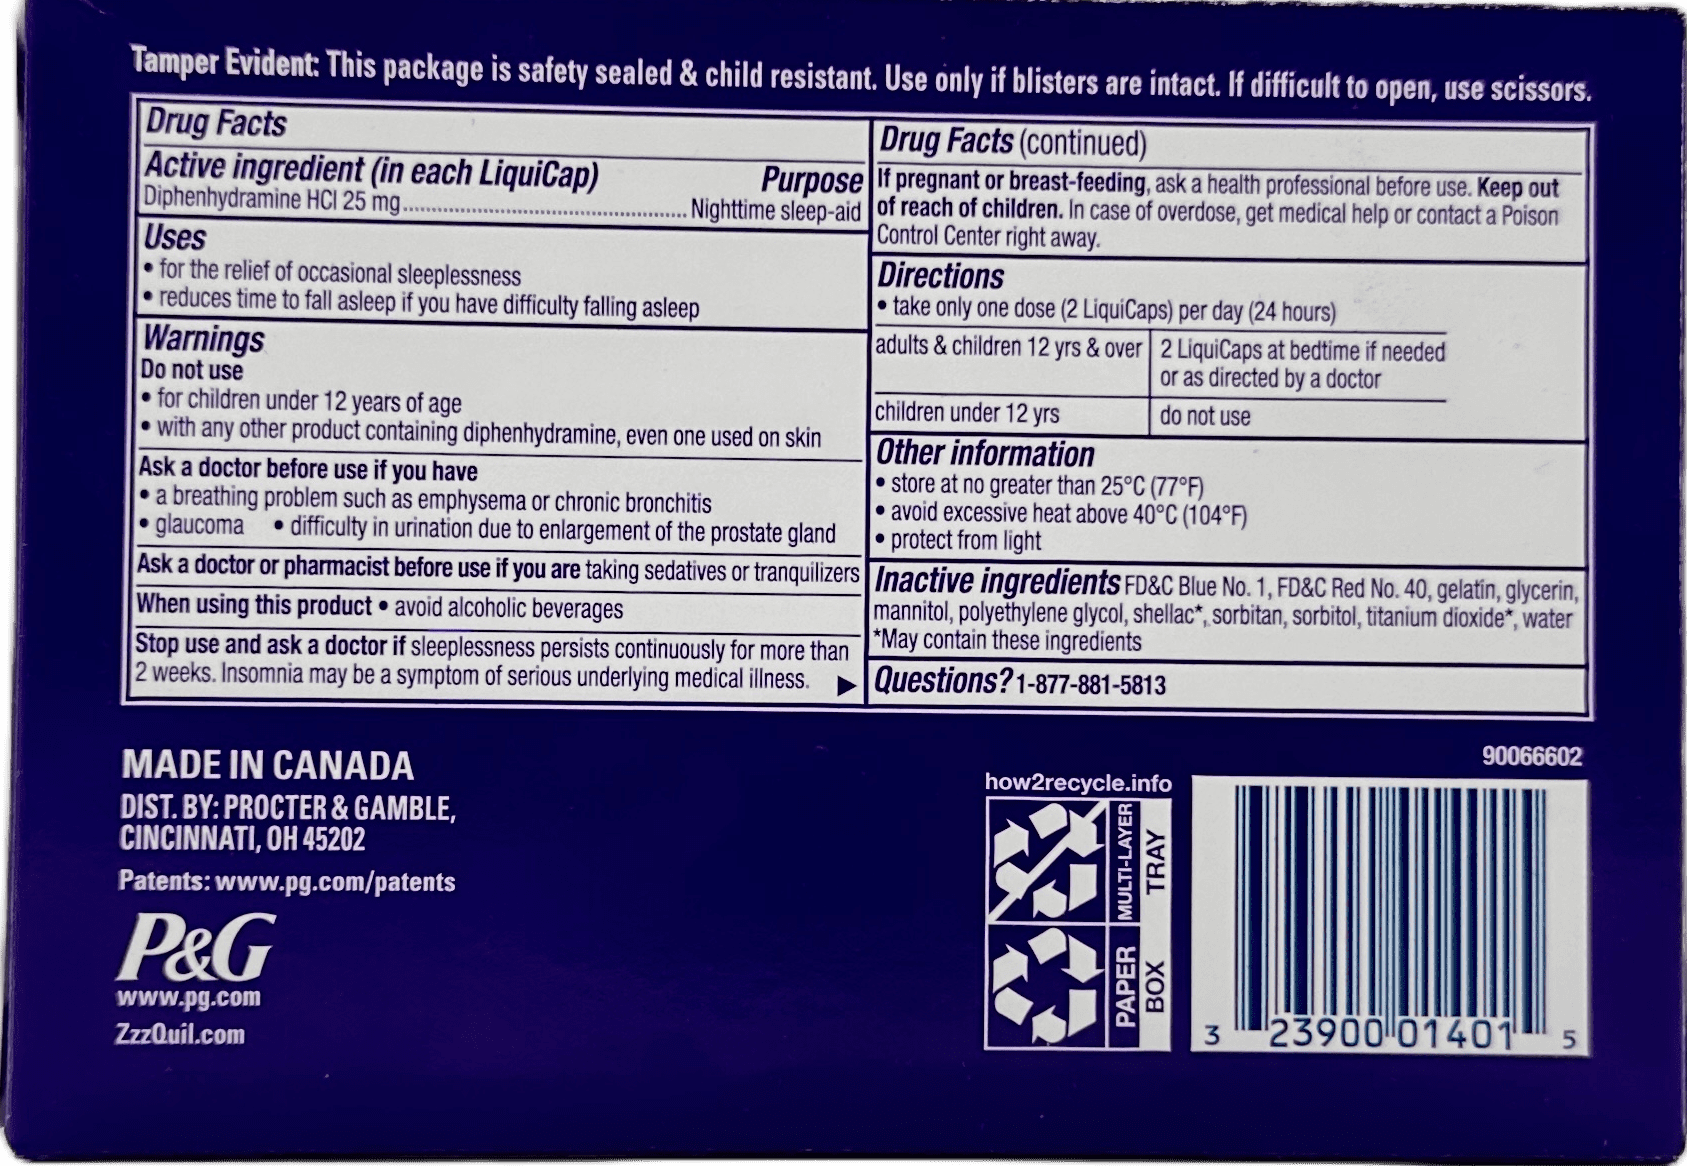 Tamper Evident: This package is safety sealed & child resistant. Use only if blisters are intact. If difficult to open, use scissors.
Drug Facts
Active ingredient (in each LiquiCap) Purpose
Diphenhydramine HCl 25 mg.................................................. Nighttime sleep-aid
Uses
• for the relief of occasional sleeplessness
• reduces time to fall asleep if you have difficulty falling asleep
Warnings
Do not use
• for children under 12 years of age
• with any other product containing diphenhydramine, even one used on skin
Ask a doctor before use if you have
• a breathing problem such as emphysema or chronic bronchitis
• glaucoma • difficulty in urination due to enlargement of the prostate gland
Ask a doctor or pharmacist before use if you are taking sedatives or tranquilizers
When using this product • avoid alcoholic beverages
Stop use and ask a doctor if sleeplessness persists continuously for more than
2 weeks. Insomnia may be a symptom of serious underlying medical illness. ▶
Drug Facts (continued)
If pregnant or breast-feeding, ask a health professional before use. Keep out
of reach of children. In case of overdose, get medical help or contact a Poison
Control Center right away.
Directions
• take only one dose (2 LiquiCaps) per day (24 hours)
adults & children 12 yrs & over 2 LiquiCaps at bedtime if needed
or as directed by a doctor
children under 12 yrs do not use
Other information
• store at no greater than 25°C (77°F)
• avoid excessive heat above 40°C (104°F)
• protect from light
Inactive ingredients FD&C Blue No. 1, FD&C Red No. 40, gelatin, glycerin,
mannitol, polyethylene glycol, shellac*, sorbitan, sorbitol, titanium dioxide*, water
*May contain these ingredients
Questions? 1-877-881-5813
MADE IN CANADA
DIST. BY: PROCTER & GAMBLE,
CINCINNATI, OH 45202
Patents: www.pg.com/patents
P&G
www.pg.com
ZzzQuil.com
how2recycle.info
MULTI-LAYER
TRAY
PAPER
BOX
90066602
3 23900 01401 5